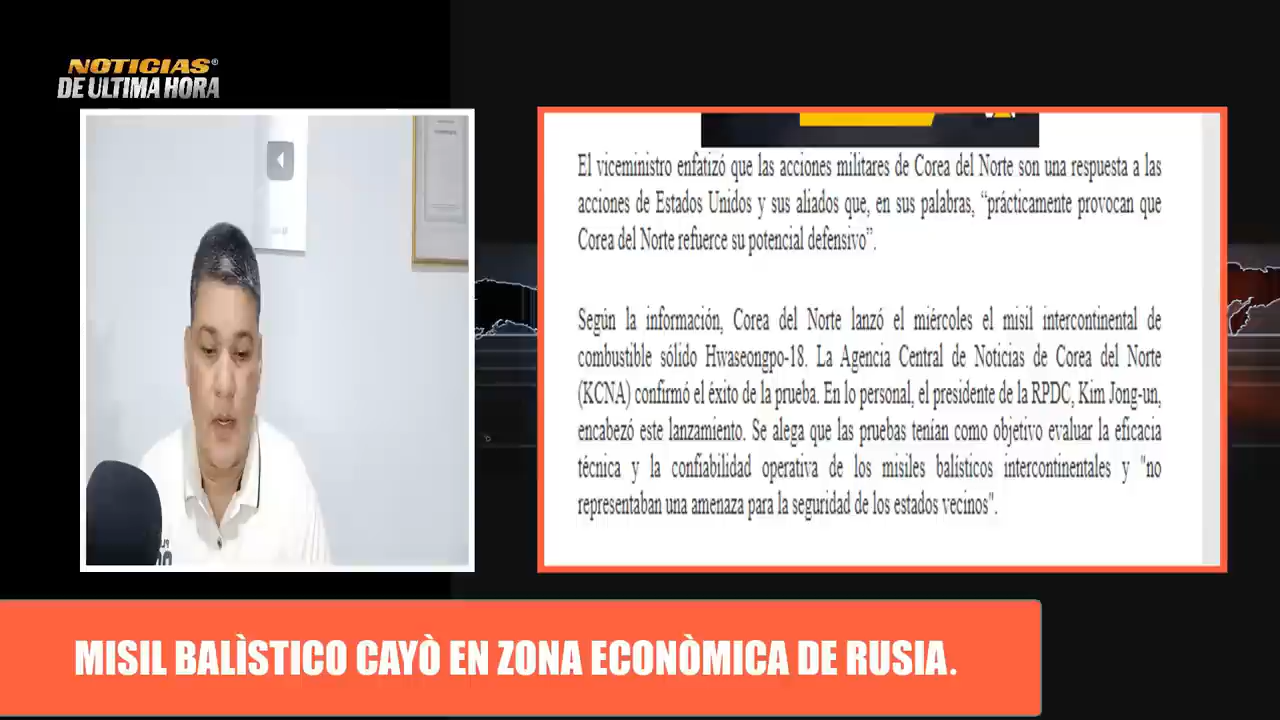 NOTICIAS®
DE ULTIMA HORA
El viceministro enfatizó que las acciones militares de Corea del Norte son una respuesta a las
acciones de Estados Unidos y sus aliados que, en sus palabras, “prácticamente provocan que
Corea del Norte refuerce su potencial defensivo”.
Según la información, Corea del Norte lanzó el miércoles el misil intercontinental de
combustible sólido Hwaseongpo-18. La Agencia Central de Noticias de Corea del Norte
(KCNA) confirmó el éxito de la prueba. En lo personal, el presidente de la RPDC, Kim Jong-un,
encabezó este lanzamiento. Se alega que las pruebas tenían como objetivo evaluar la eficacia
técnica y la confiabilidad operativa de los misiles balísticos intercontinentales y "no
representaban una amenaza para la seguridad de los estados vecinos".
MISIL BALÌSTICO CAYÒ EN ZONA ECONÒMICA DE RUSIA.